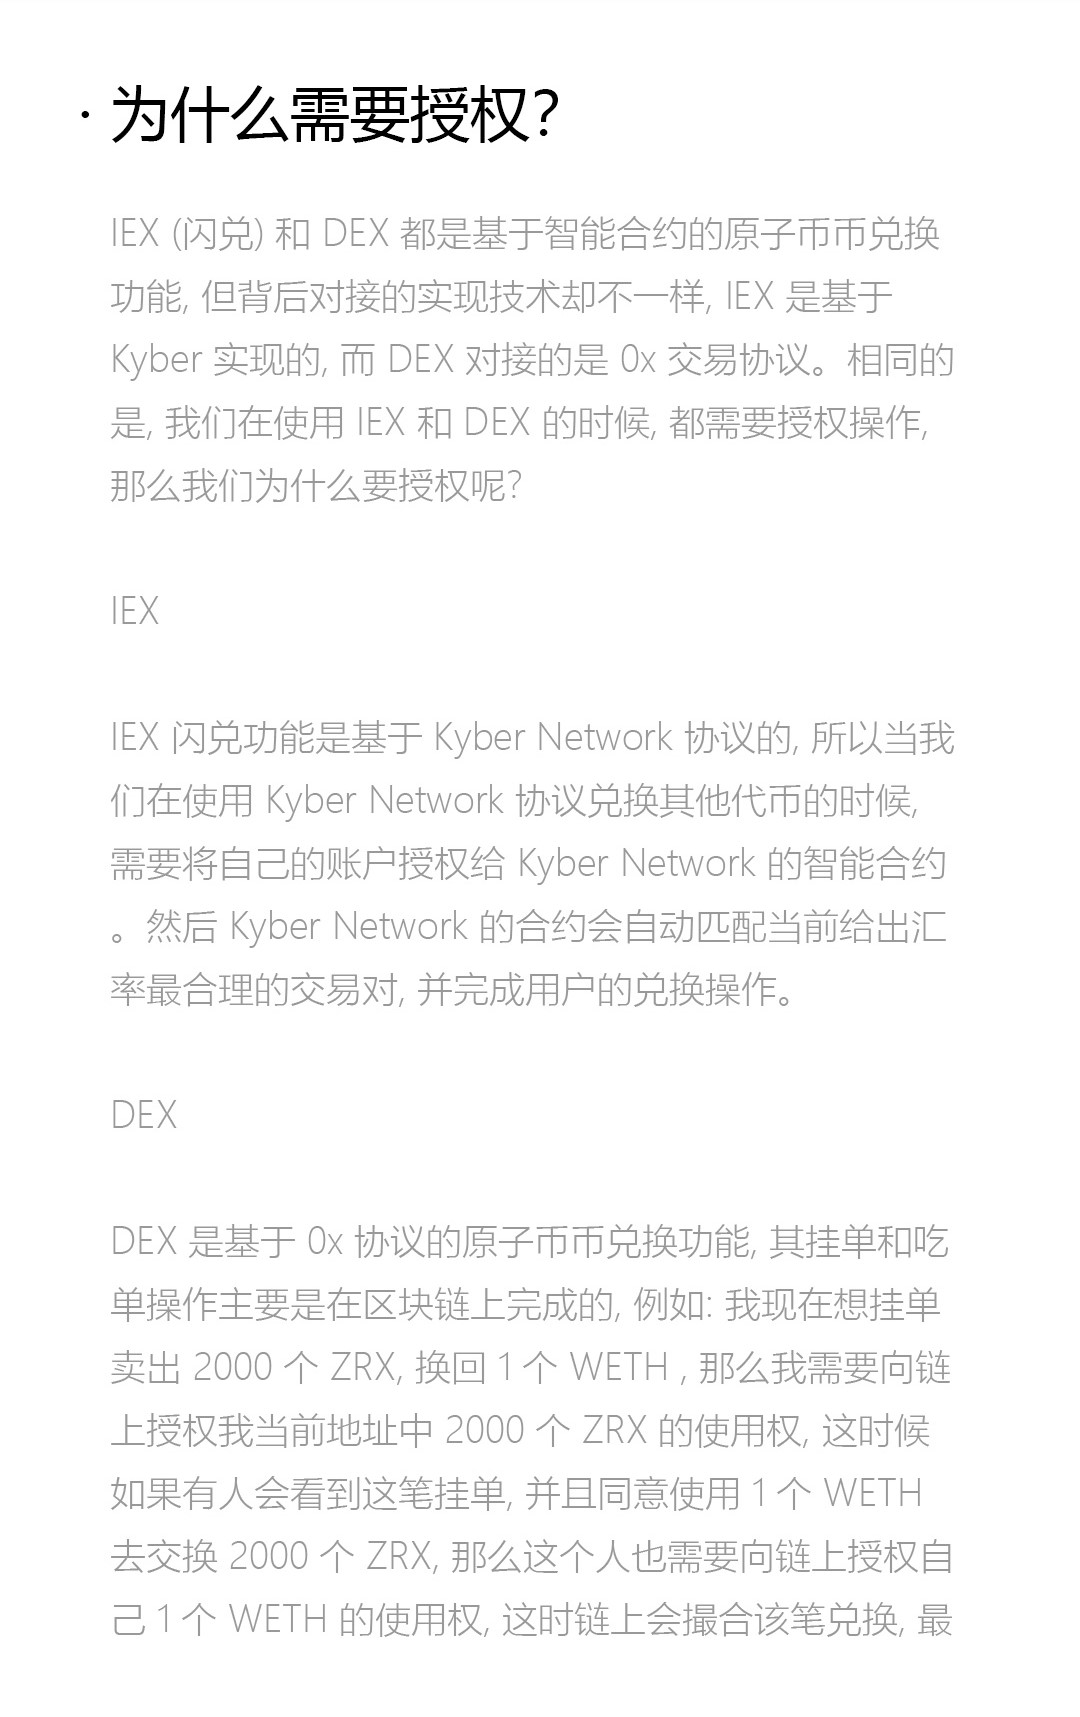 · 为什么需要授权?
IEX (闪兑) 和 DEX 都是基于智能合约的原子币币兑换
功能, 但背后对接的实现技术却不一样, IEX 是基于
Kyber 实现的, 而 DEX 对接的是 0x 交易协议。相同的
是, 我们在使用 IEX 和 DEX 的时候, 都需要授权操作,
那么我们为什么要授权呢?
IEX
IEX 闪兑功能是基于 Kyber Network 协议的, 所以当我
们在使用 Kyber Network 协议兑换其他代币的时候,
需要将自己的账户授权给 Kyber Network 的智能合约
。然后 Kyber Network 的合约会自动匹配当前给出汇
率最合理的交易对, 并完成用户的兑换操作。
DEX
DEX 是基于 0x 协议的原子币币兑换功能, 其挂单和吃
单操作主要是在区块链上完成的, 例如: 我现在想挂单
卖出 2000 个 ZRX, 换回 1 个 WETH , 那么我需要向链
上授权我当前地址中 2000 个 ZRX 的使用权, 这时候
如果有人会看到这笔挂单, 并且同意使用 1 个 WETH
去交换 2000 个 ZRX, 那么这个人也需要向链上授权自
己 1 个 WETH 的使用权, 这时链上会撮合该笔兑换, 最